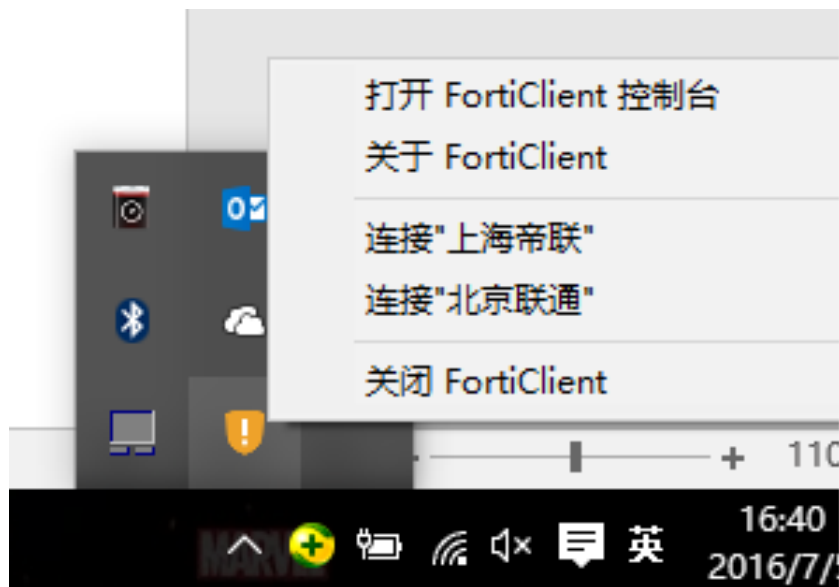 打开 FortiClient 控制台
关于 FortiClient
连接"上海帝联"
连接"北京联通"
关闭 FortiClient
110
MARVEL
英
16:40
2016/7/